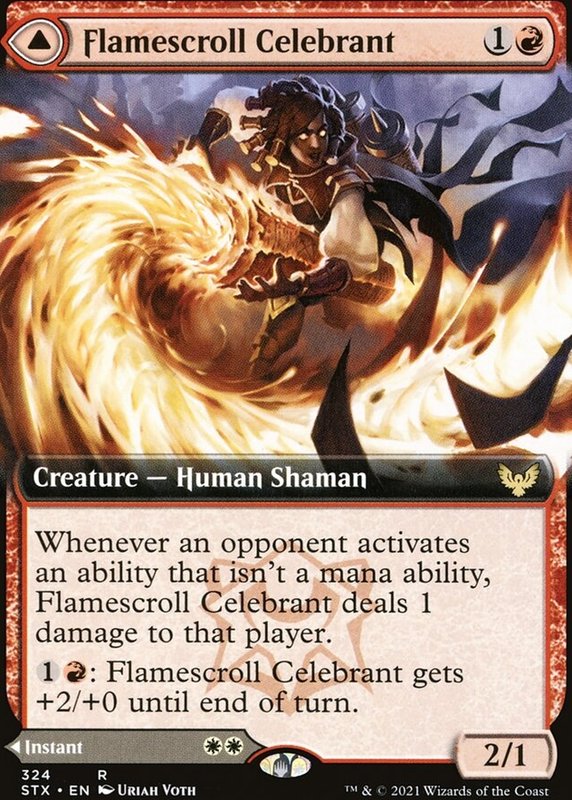 Flamescroll Celebrant 1
Creature — Human Shaman
Whenever an opponent activates
an ability that isn't a mana ability,
Flamescroll Celebrant deals 1
damage to that player.
1: Flamescroll Celebrant gets
+2/+0 until end of turn.
Instant
2/1
324 R
STX • EN Uriah Voth
™ & © 2021 Wizards of the Coast